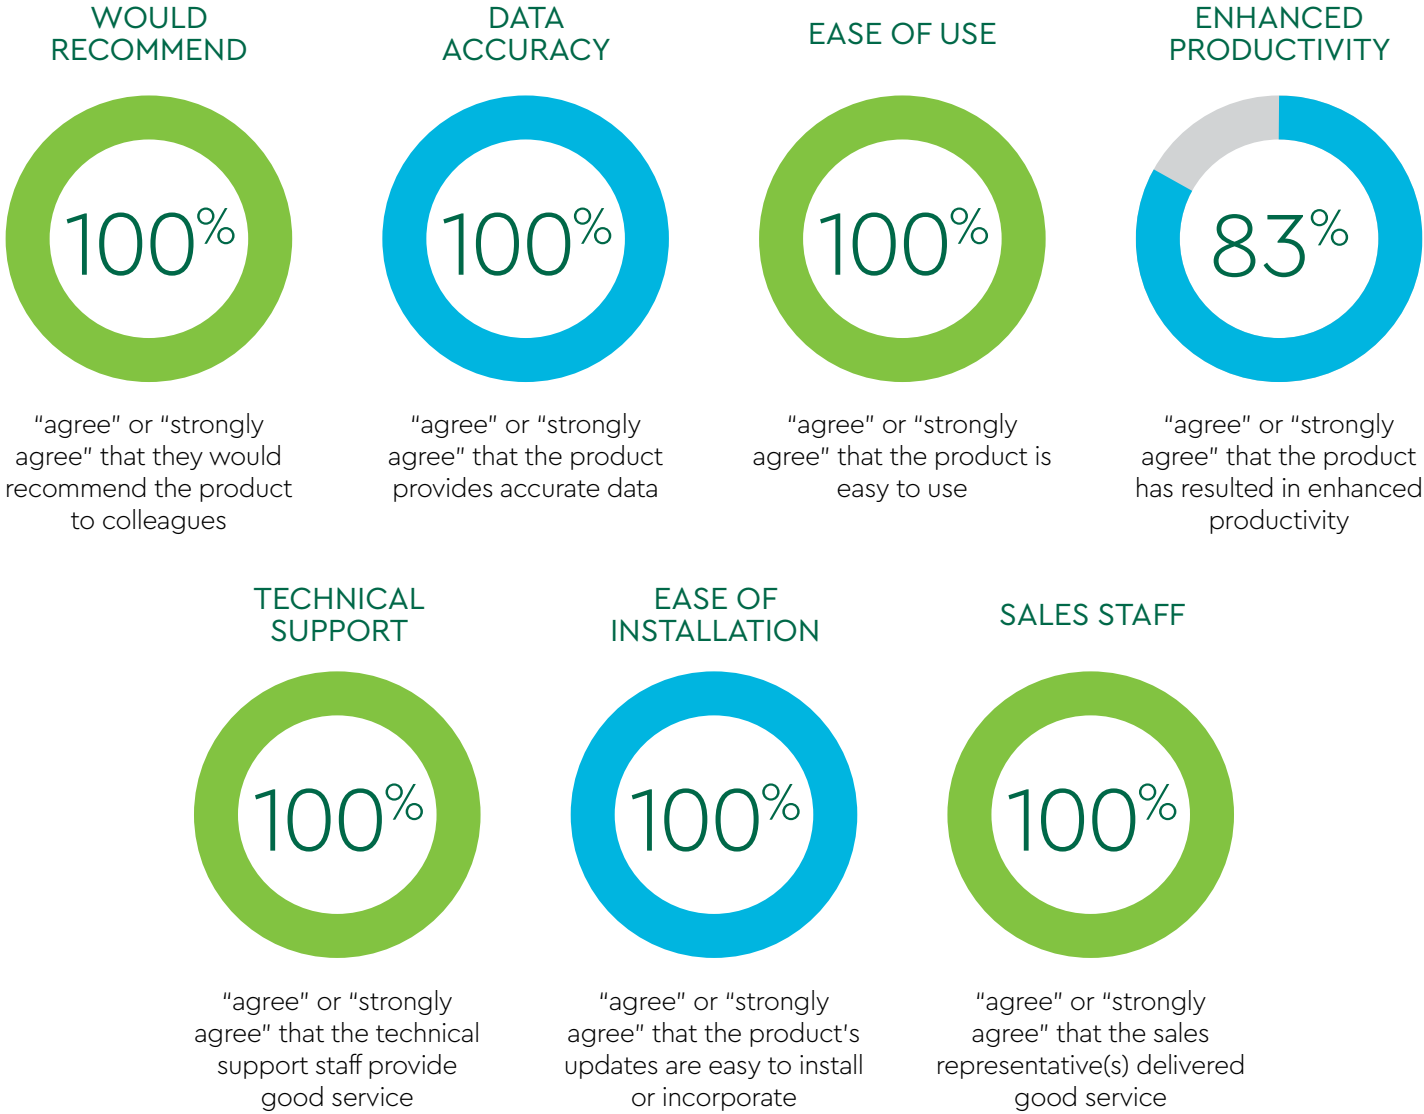 WOULD
RECOMMEND
100%
“agree” or “strongly
agree” that they would
recommend the product
to colleagues
DATA
ACCURACY
100%
“agree” or “strongly
agree” that the product
provides accurate data
EASE OF USE
100%
“agree” or “strongly
agree” that the product is
easy to use
ENHANCED
PRODUCTIVITY
83%
“agree” or “strongly
agree” that the product
has resulted in enhanced
productivity
TECHNICAL
SUPPORT
100%
“agree” or “strongly
agree” that the technical
support staff provide
good service
EASE OF
INSTALLATION
100%
“agree” or “strongly
agree” that the product’s
updates are easy to install
or incorporate
SALES STAFF
100%
“agree” or “strongly
agree” that the sales
representative(s) delivered
good service